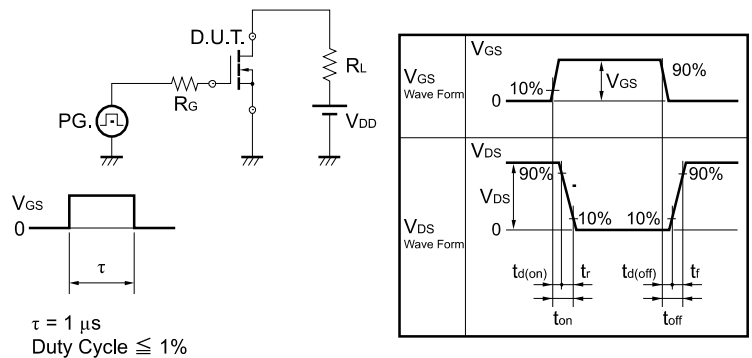 D.U.T.
RL
RG
PG.
VDD
VGS
0
τ
τ = 1 μs
Duty Cycle ≦ 1%
VGS
Wave Form
VGS
10%
0
VGS
90%
VDS
Wave Form
VDS
90%
VDS
0
10%
10%
90%
td(on)
tr
td(off)
tf
ton
toff